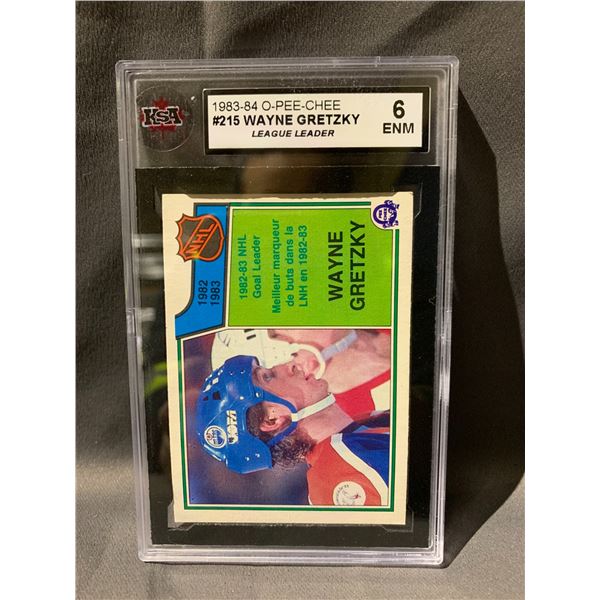 KSA
1983-84 O-PEE-CHEE
#215 WAYNE GRETZKY
LEAGUE LEADER
6
ENM
NHL
1982
1983
1982-83 NHL
Goal Leader
Meilleur marqueur
de buts dans la
LNH en 1982-83
WAYNE
GRETZKY
JOFA